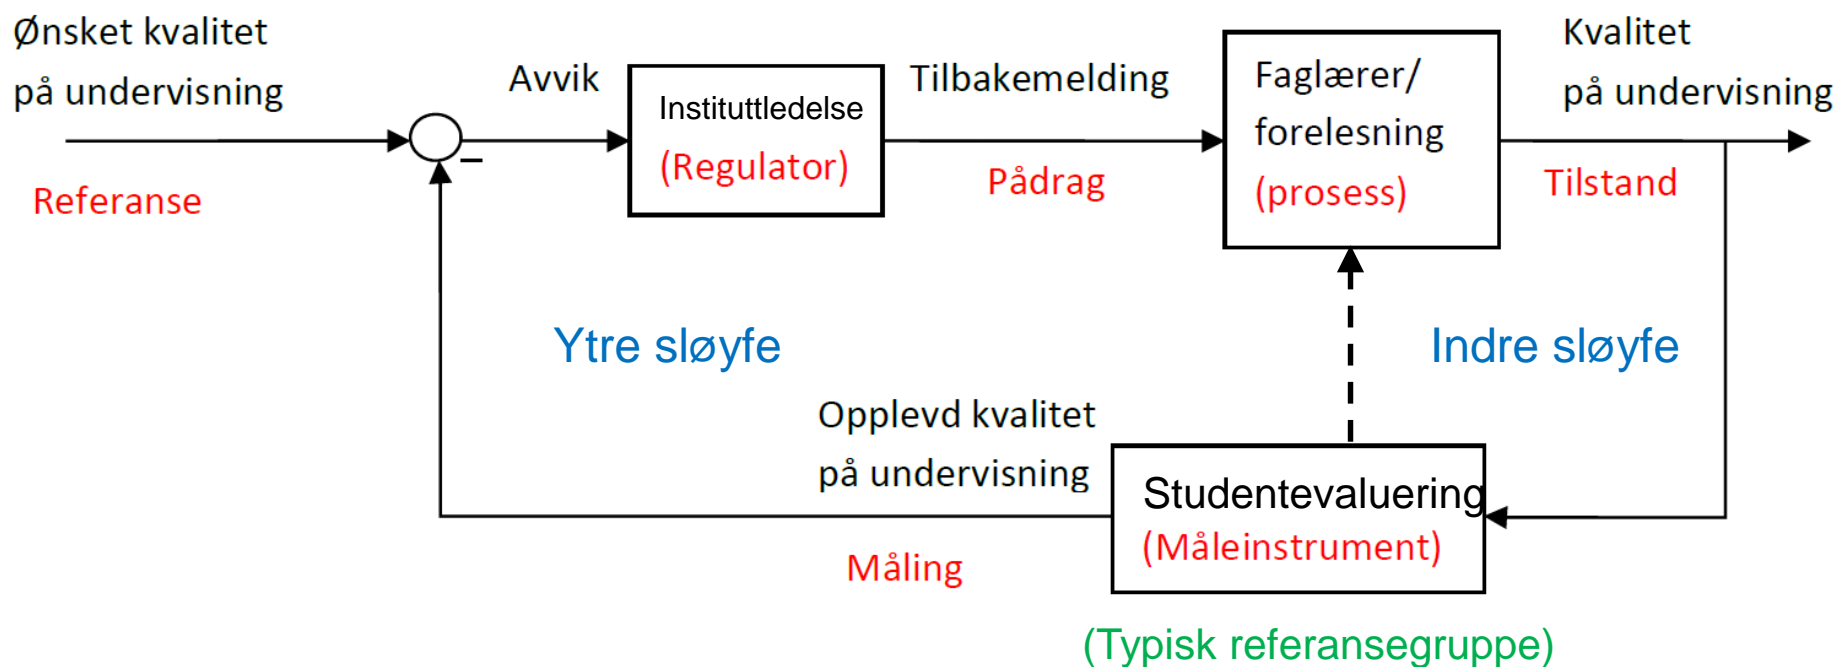 Ønsket kvalitet
på undervisning
Referanse
Avvik
Instituttledelse
(Regulator)
Tilbakemelding
Pådrag
Faglærer/
forelesning
(prosess)
Kvalitet
på undervisning
Tilstand
Ytre sløyfe
Indre sløyfe
Opplevd kvalitet
på undervisning
Måling
Studentevaluering
(Måleinstrument)
(Typisk referansegruppe)